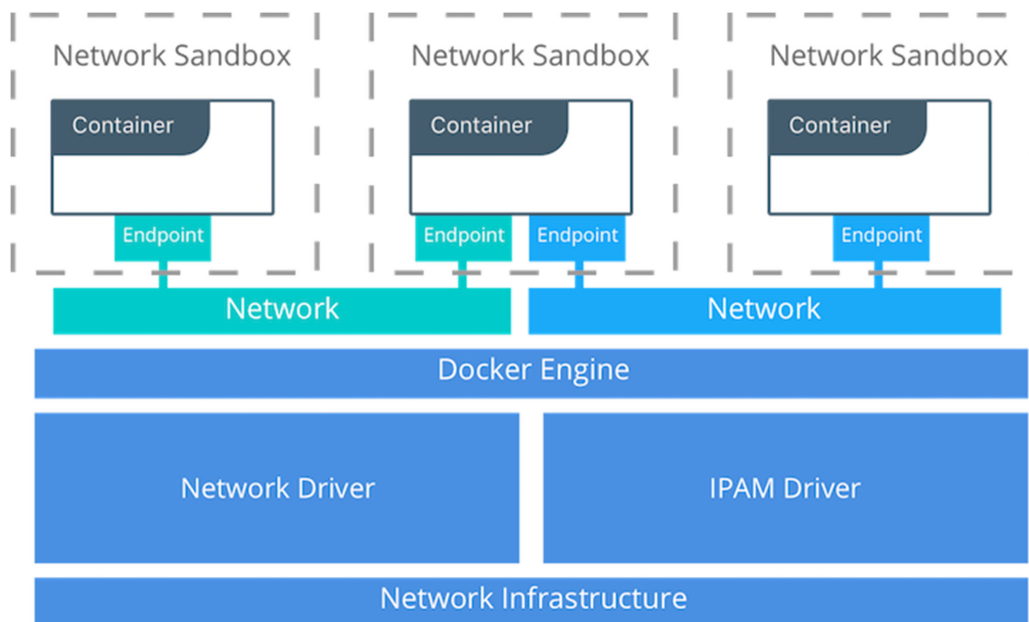 Network Sandbox
Network Sandbox
Network Sandbox
Container
Container
Container
Endpoint
Endpoint
Endpoint
Endpoint
Network
Network
Docker Engine
Network Driver
IPAM Driver
Network Infrastructure